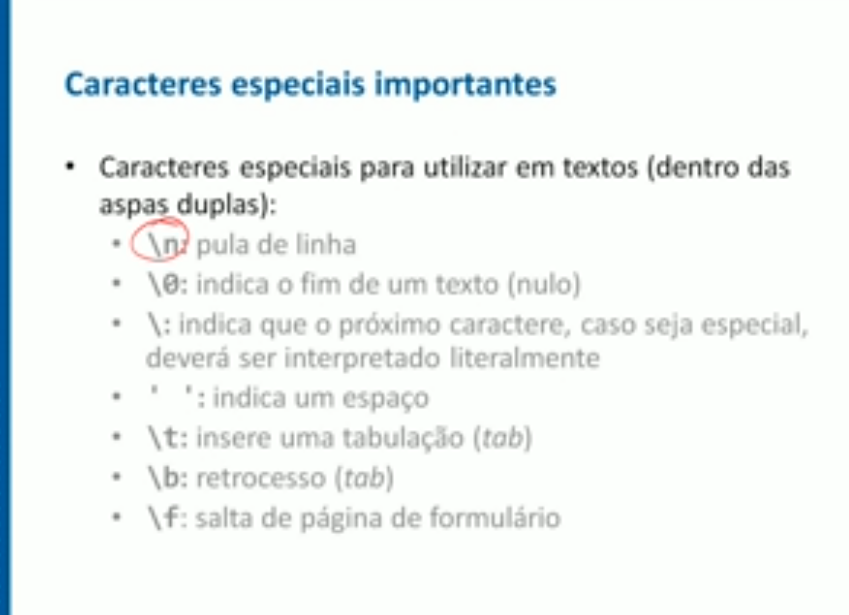 Caracteres especiais importantes
• Caracteres especiais para utilizar em textos (dentro das
aspas duplas):
• \n: pula de linha
• \0: indica o fim de um texto (nulo)
• \: indica que o próximo caractere, caso seja especial,
deverá ser interpretado literalmente
• ' ': indica um espaço
• \t: insere uma tabulação (tab)
• \b: retrocesso (tab)
• \f: salta de página de formulário